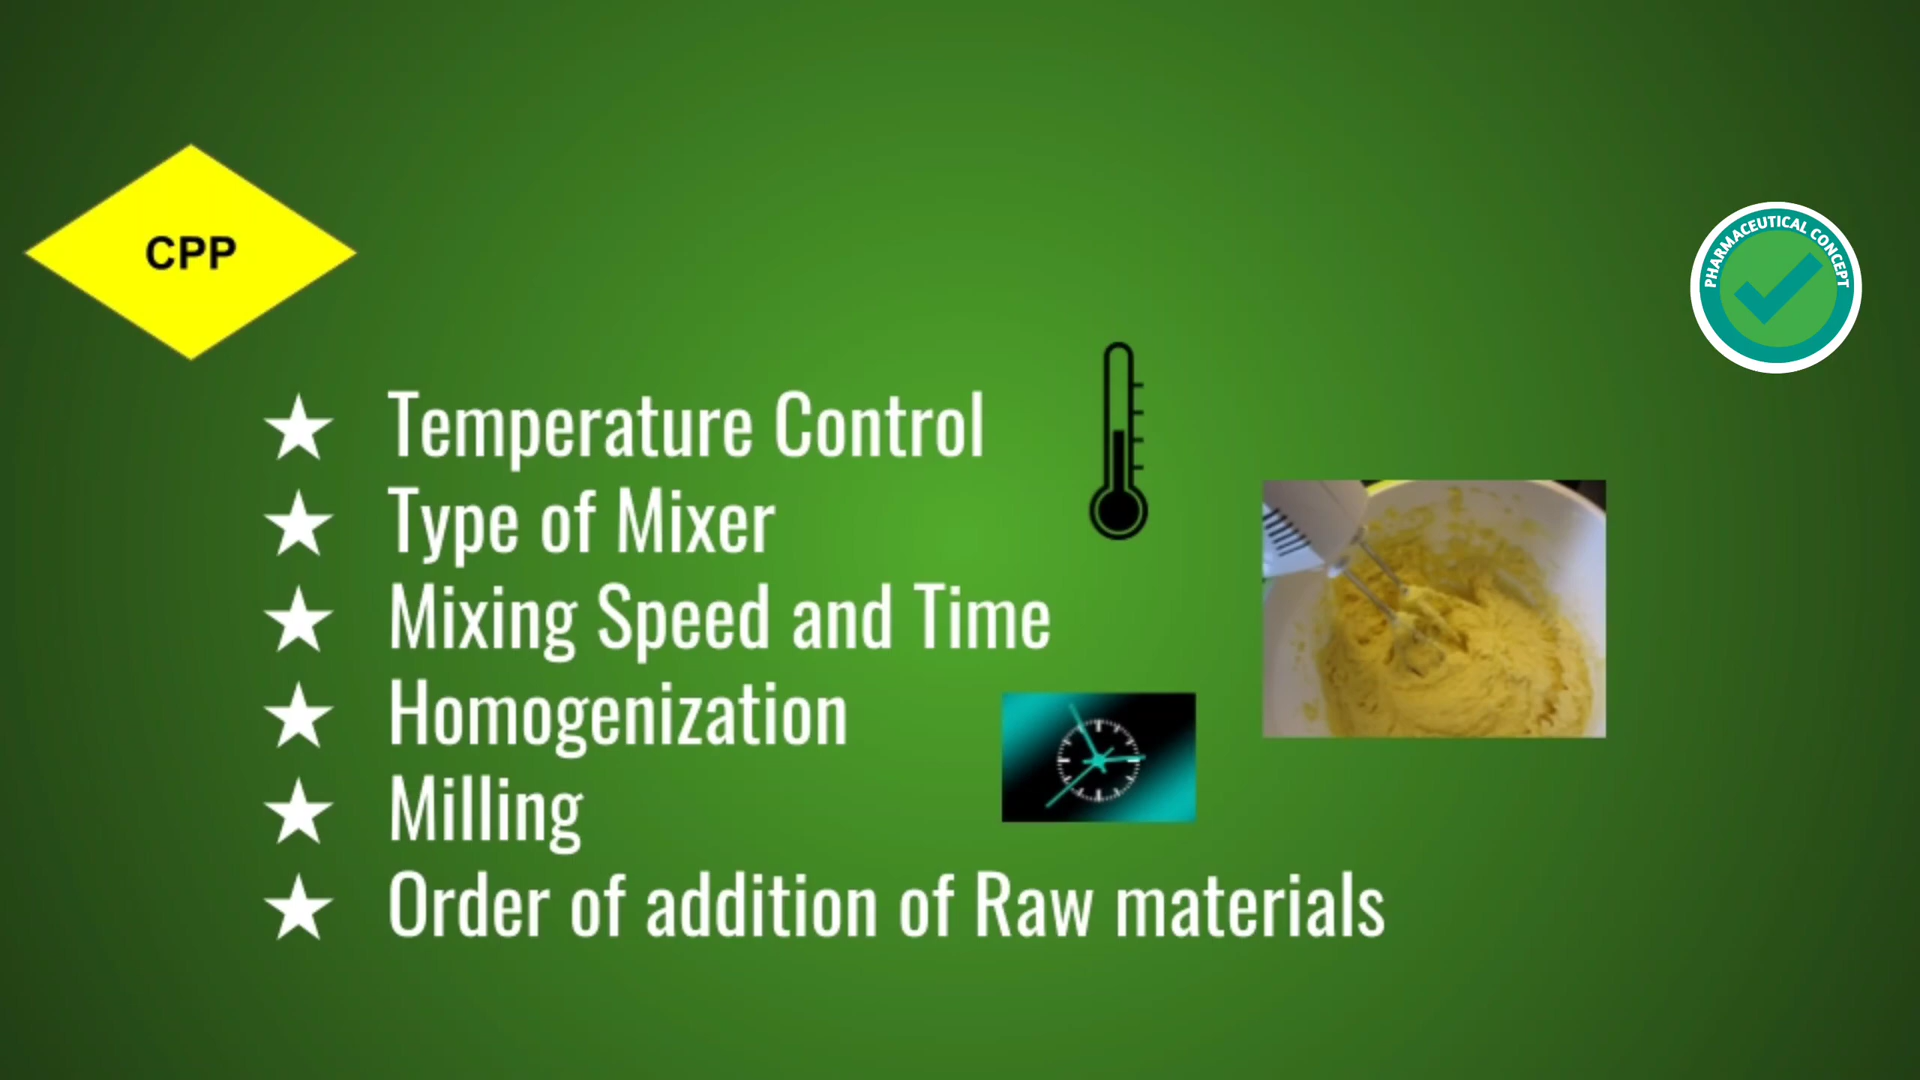 CPP
PHARMACEUTICAL CONCEPT
Temperature Control
Type of Mixer
Mixing Speed and Time
Homogenization
Milling
Order of addition of Raw materials